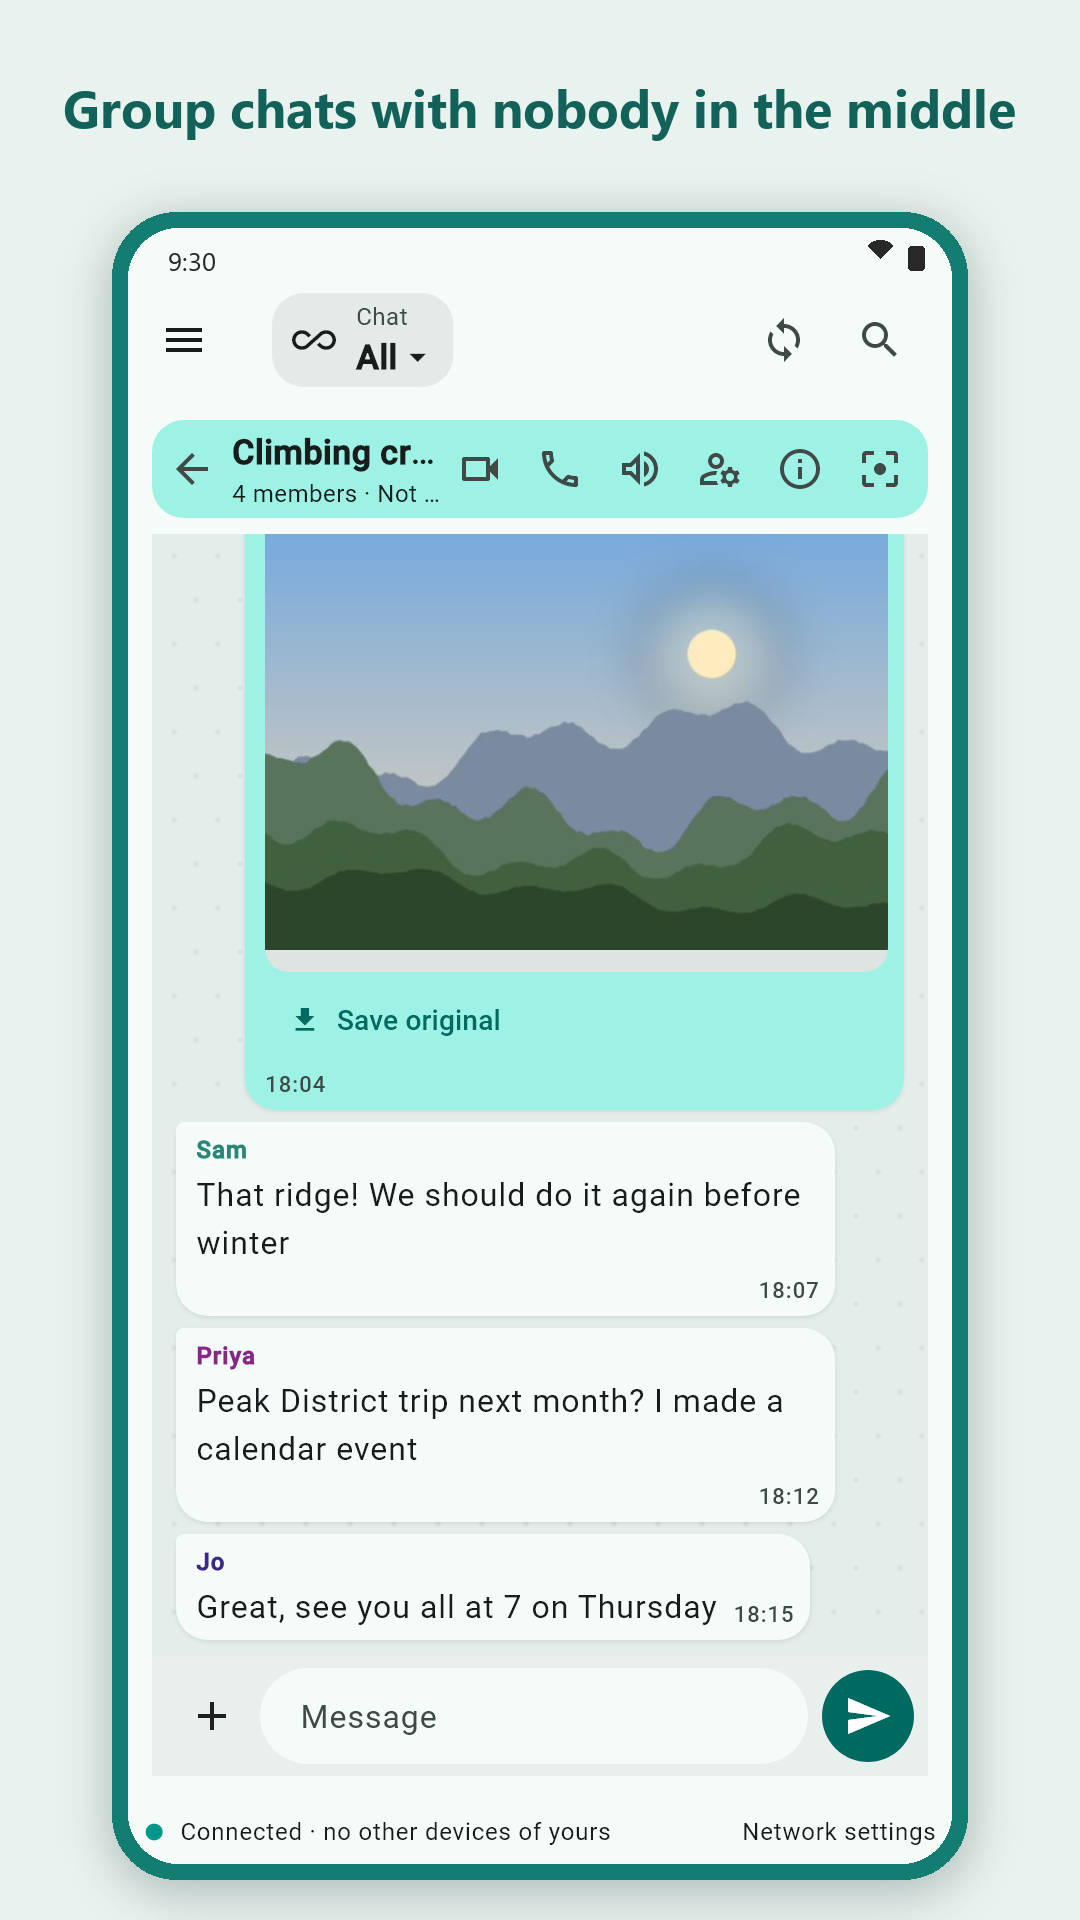 Group chats with nobody in the middle
9:30
Chat
All
Climbing cr...
4 members · Not ...
Save original
18:04
Sam
That ridge! We should do it again before
winter
18:07
Priya
Peak District trip next month? I made a
calendar event
18:12
Jo
Great, see you all at 7 on Thursday 18:15
Message
Connected · no other devices of yours
Network settings